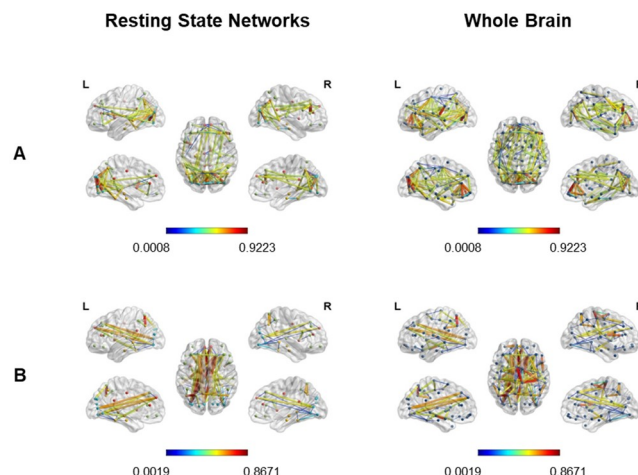 Resting State Networks Whole Brain
L R L
A
0.0008 0.9223 0.0008 0.9223
L R L
B
0.0019 0.8671 0.0019 0.8671